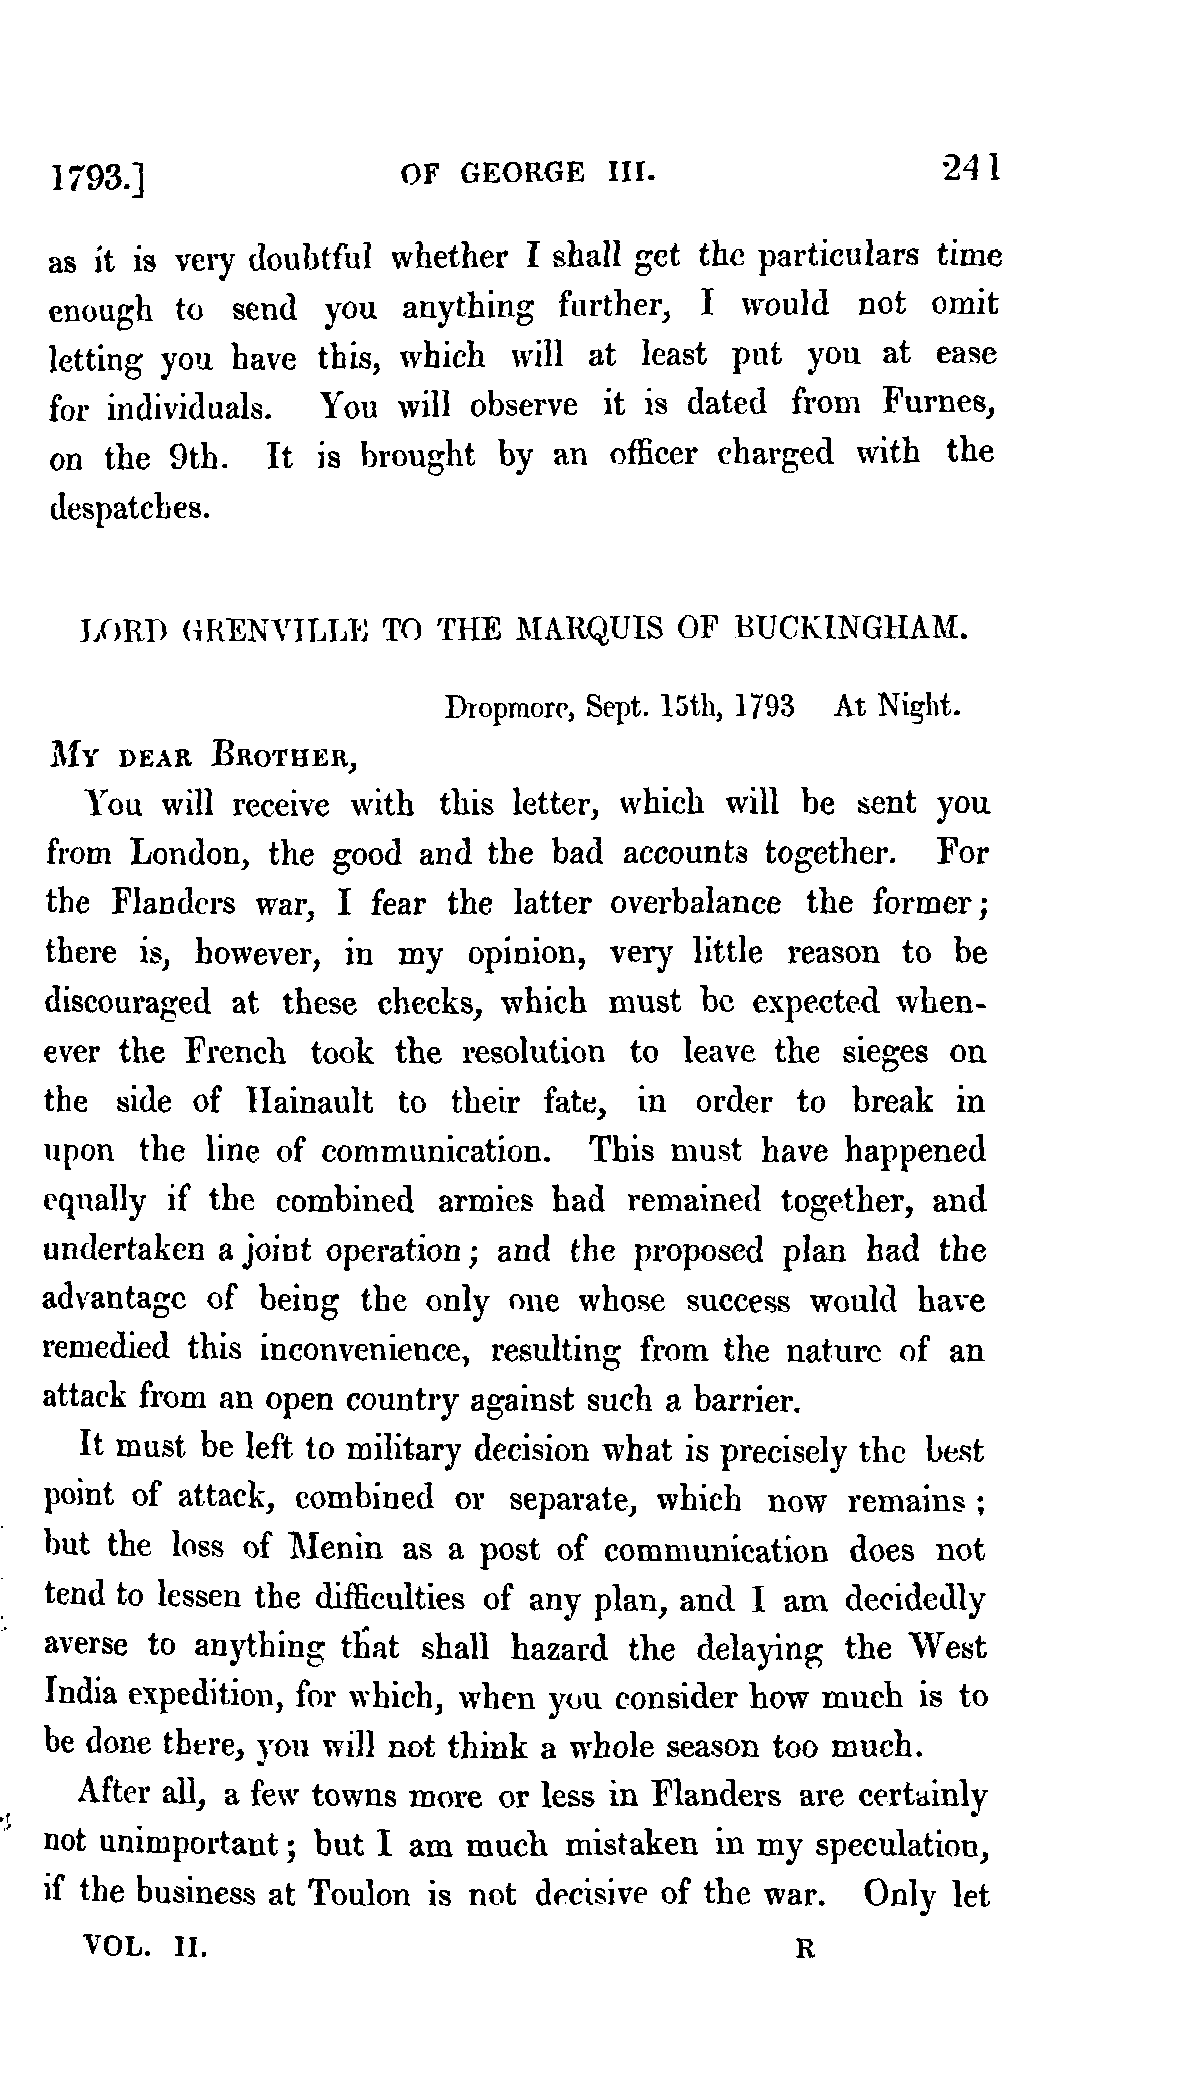 1793.] OF GEORGE III. 241
as it is very doubtful whether I shall get the particulars time
enough to send you anything further, I would not omit
letting you have this, which will at least put you at ease
for individuals. You will observe it is dated from Furnes,
on the 9th. It is brought by an officer charged with the
despatches.
LORD GRENVILLE TO THE MARQUIS OF BUCKINGHAM.
Dropmore, Sept. 15th, 1793 At Night.
MY DEAR BROTHER,
You will receive with this letter, which will be sent you
from London, the good and the bad accounts together. For
the Flanders war, I fear the latter overbalance the former;
there is, however, in my opinion, very little reason to be
discouraged at these checks, which must be expected when-
ever the French took the resolution to leave the sieges on
the side of Hainault to their fate, in order to break in
upon the line of communication. This must have happened
equally if the combined armies had remained together, and
undertaken a joint operation; and the proposed plan had the
advantage of being the only one whose success would have
remedied this inconvenience, resulting from the nature of an
attack from an open country against such a barrier.
It must be left to military decision what is precisely the best
point of attack, combined or separate, which now remains;
but the loss of Menin as a post of communication does not
tend to lessen the difficulties of any plan, and I am decidedly
averse to anything that shall hazard the delaying the West
India expedition, for which, when you consider how much is to
be done there, you will not think a whole season too much.
After all, a few towns more or less in Flanders are certainly
not unimportant; but I am much mistaken in my speculation,
if the business at Toulon is not decisive of the war. Only let
VOL. II. R